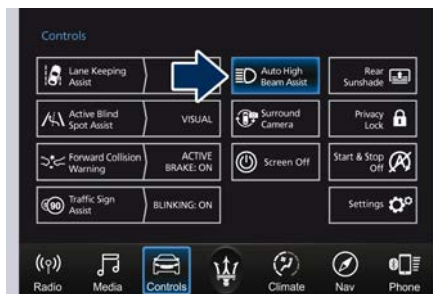 Controls
Lane Keeping
Assist
Auto High
Beam Assist
Rear
Sunshade
Active Blind
Spot Assist
VISUAL
Surround
Camera
Privacy
Lock
Forward Collision
Warning
ACTIVE
BRAKE: ON
Screen Off
Start & Stop
Off
90
Traffic Sign
Assist
BLINKING: ON
Settings
Radio
Media
Controls
Climate
Nav
Phone